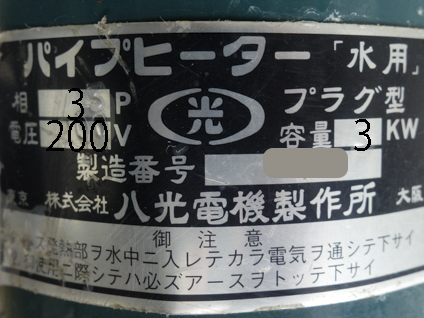 パイプヒーター「水用」
相 3 P 光 プラグ型
電圧 200 V 容量 3 KW
製造番号
東京 株式会社 八光電機製作所 大阪
御注意
発熱部ヲ水中ニ入レテカラ電気ヲ通シテ下サイ
使用ニ際シテハ必ズアースヲトッテ下サイ